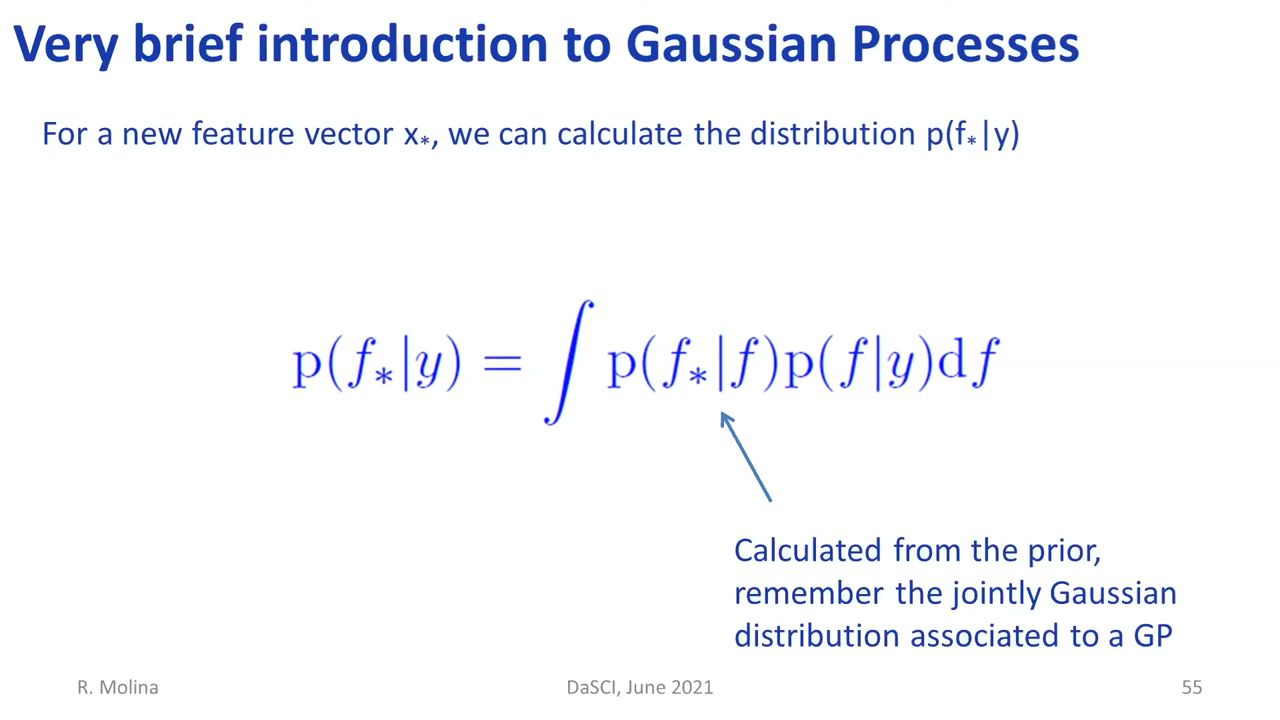 Very brief introduction to Gaussian Processes
For a new feature vector x*, we can calculate the distribution p(f*|y)
p(f*|y) = ∫ p(f*|f)p(f|y)df
Calculated from the prior,
remember the jointly Gaussian
distribution associated to a GP
R. Molina
DaSCI, June 2021
55